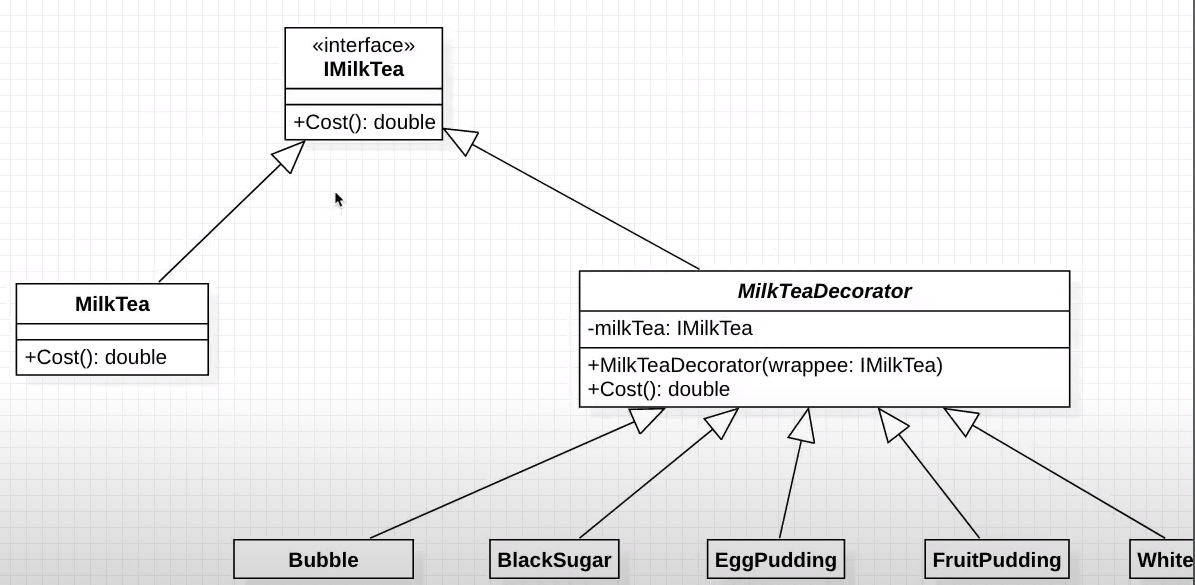 «interface»
IMilkTea
+Cost(): double
MilkTea
+Cost(): double
MilkTeaDecorator
-milkTea: IMilkTea
+MilkTeaDecorator(wrappee: IMilkTea)
+Cost(): double
Bubble
BlackSugar
EggPudding
FruitPudding
White